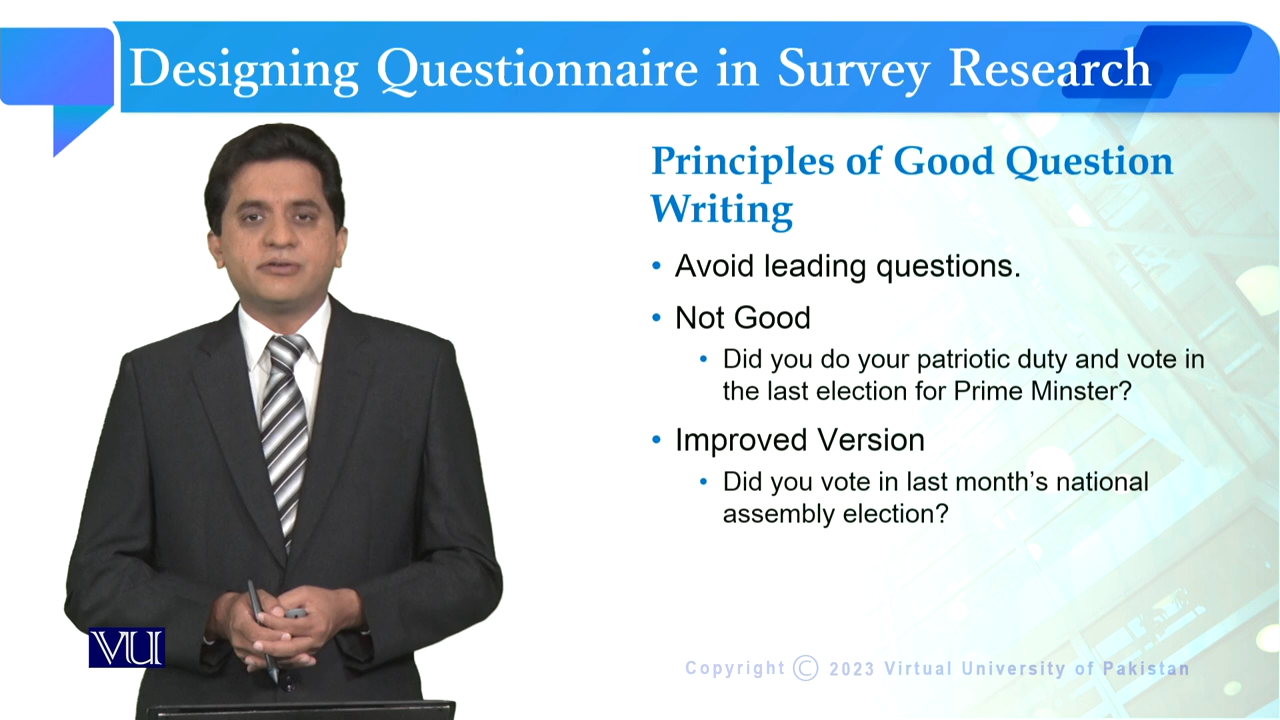 Designing Questionnaire in Survey Research
Principles of Good Question
Writing
• Avoid leading questions.
• Not Good
• Did you do your patriotic duty and vote in
the last election for Prime Minster?
• Improved Version
• Did you vote in last month's national
assembly election?
VU
Copyright © 2023 Virtual University of Pakistan